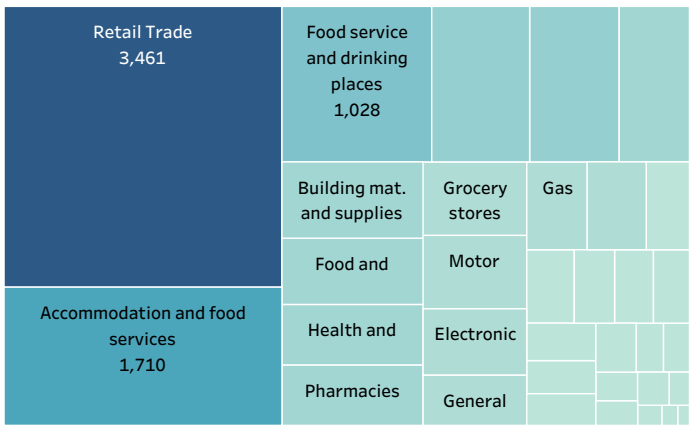 Retail Trade
3,461
Accommodation and food
services
1,710
Food service
and drinking
places
1,028
Building mat.
and supplies
Food and
Health and
Pharmacies
Grocery
stores
Motor
Electronic
General
Gas